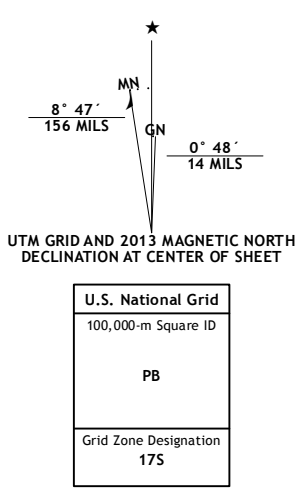 ★
MN
8° 47´
156 MILS
GN
0° 48´
14 MILS
UTM GRID AND 2013 MAGNETIC NORTH
DECLINATION AT CENTER OF SHEET
U.S. National Grid
100,000-m Square ID
PB
Grid Zone Designation
17S